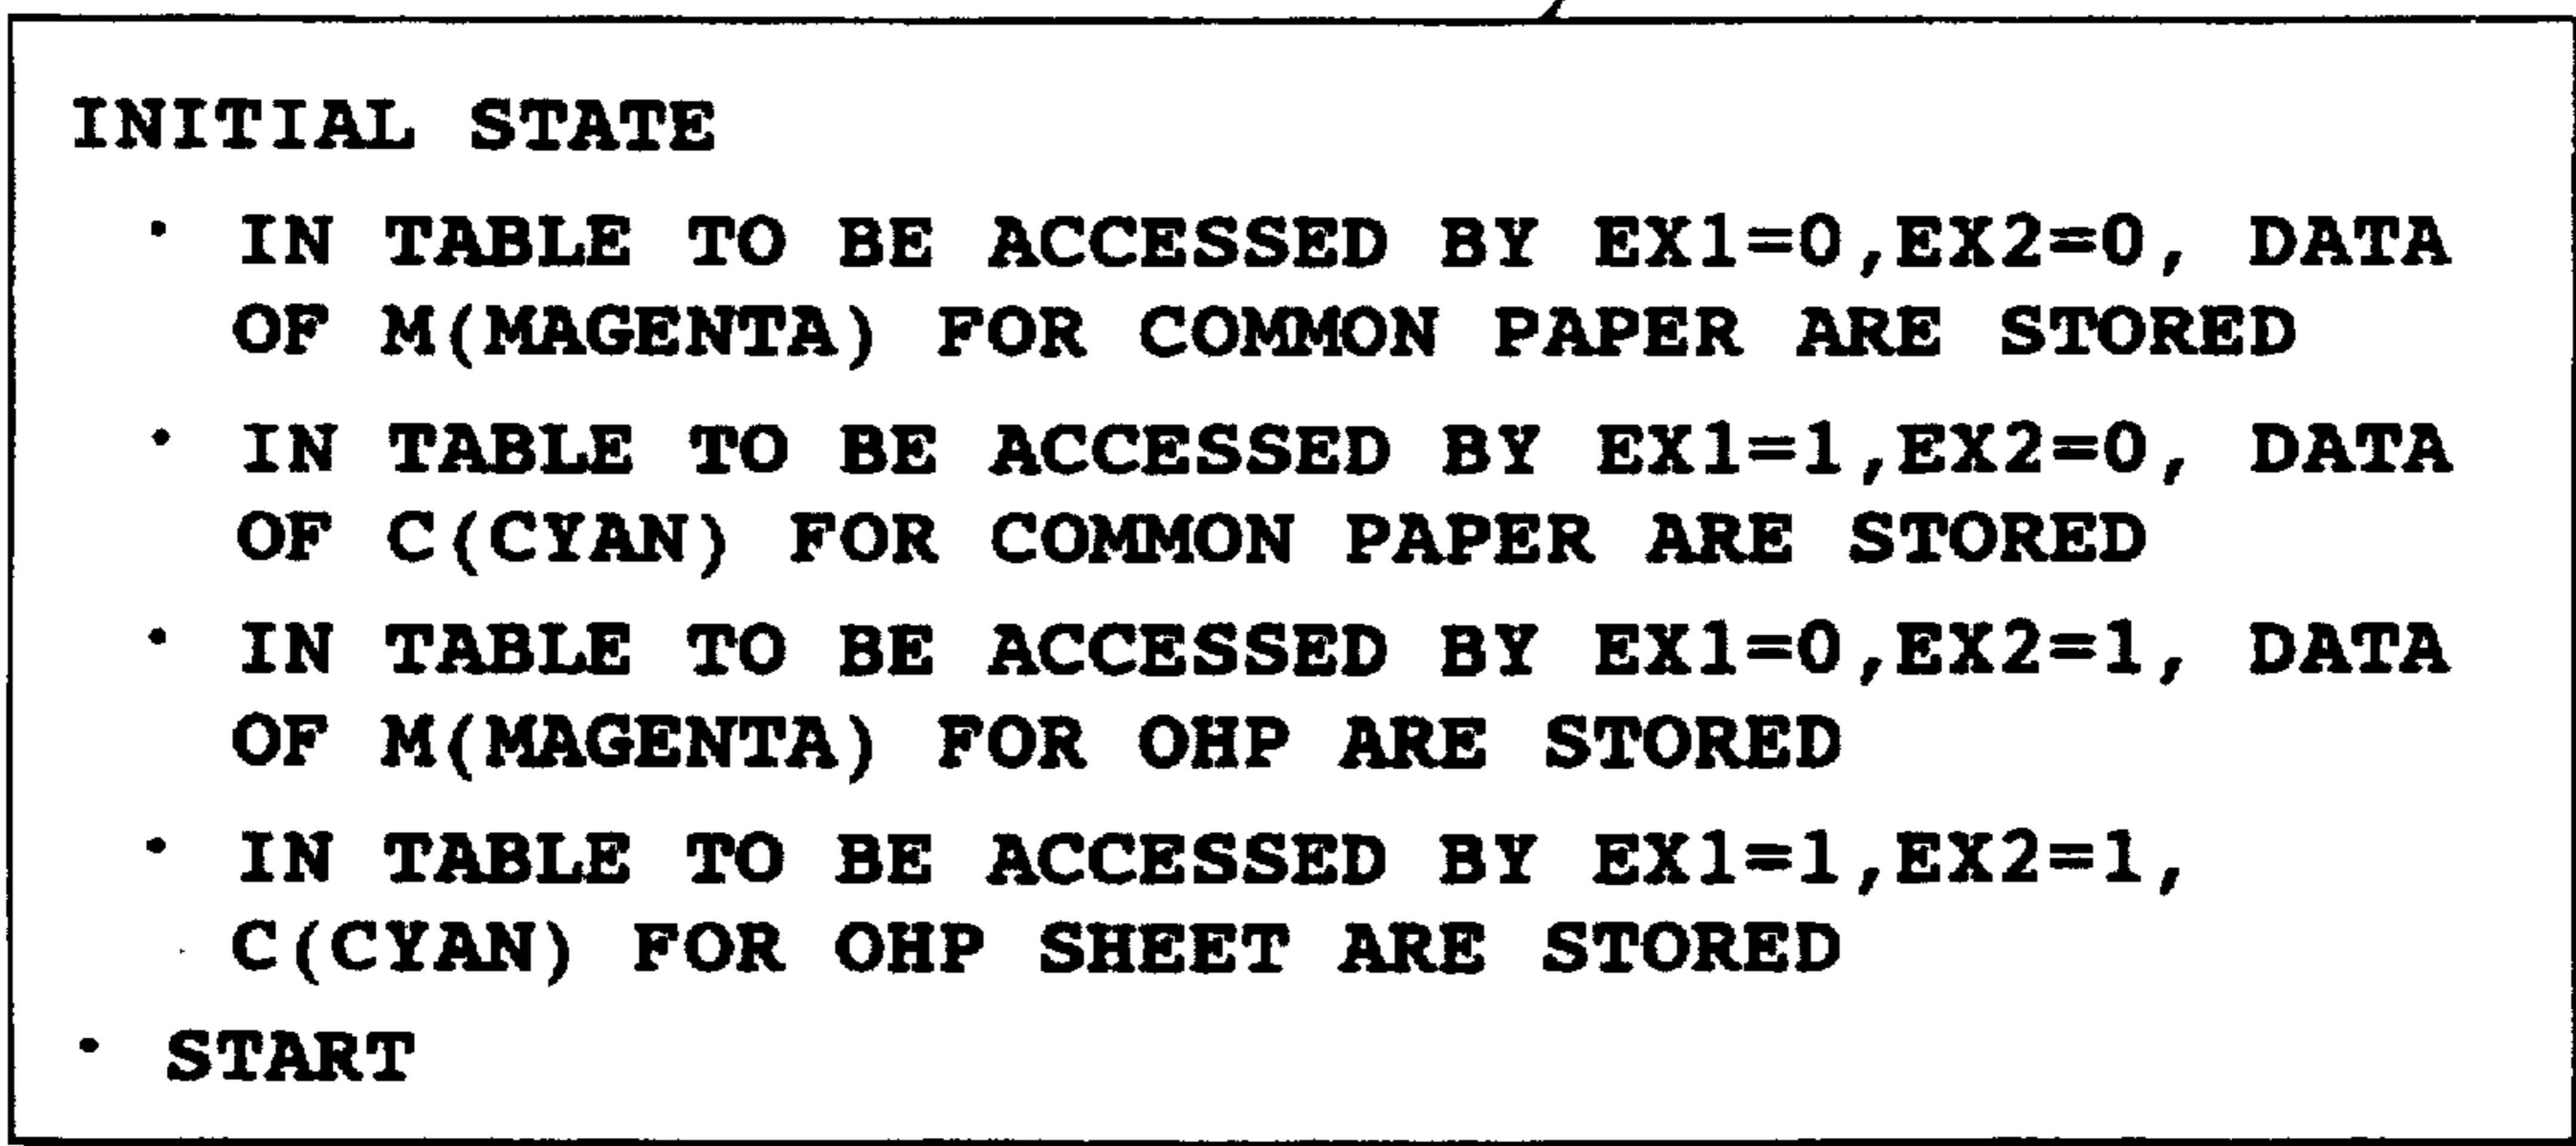 INITIAL STATE
· IN TABLE TO BE ACCESSED BY EX1=0,EX2=0, DATA
OF M(MAGENTA) FOR COMMON PAPER ARE STORED
· IN TABLE TO BE ACCESSED BY EX1=1,EX2=0, DATA
OF C(CYAN) FOR COMMON PAPER ARE STORED
· IN TABLE TO BE ACCESSED BY EX1=0,EX2=1, DATA
OF M(MAGENTA) FOR OHP ARE STORED
· IN TABLE TO BE ACCESSED BY EX1=1,EX2=1,
C(CYAN) FOR OHP SHEET ARE STORED
· START